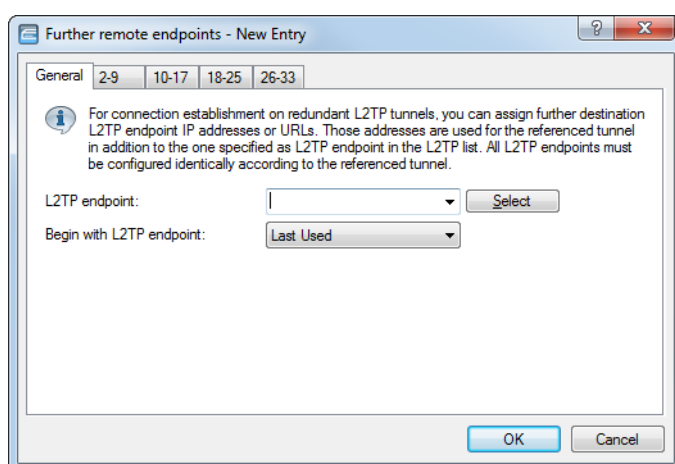 Further remote endpoints - New Entry
? X
General 2-9 10-17 18-25 26-33
For connection establishment on redundant L2TP tunnels, you can assign further destination
L2TP endpoint IP addresses or URLs. Those addresses are used for the referenced tunnel
in addition to the one specified as L2TP endpoint in the L2TP list. All L2TP endpoints must
be configured identically according to the referenced tunnel.
L2TP endpoint: Select
Begin with L2TP endpoint: Last Used
OK Cancel